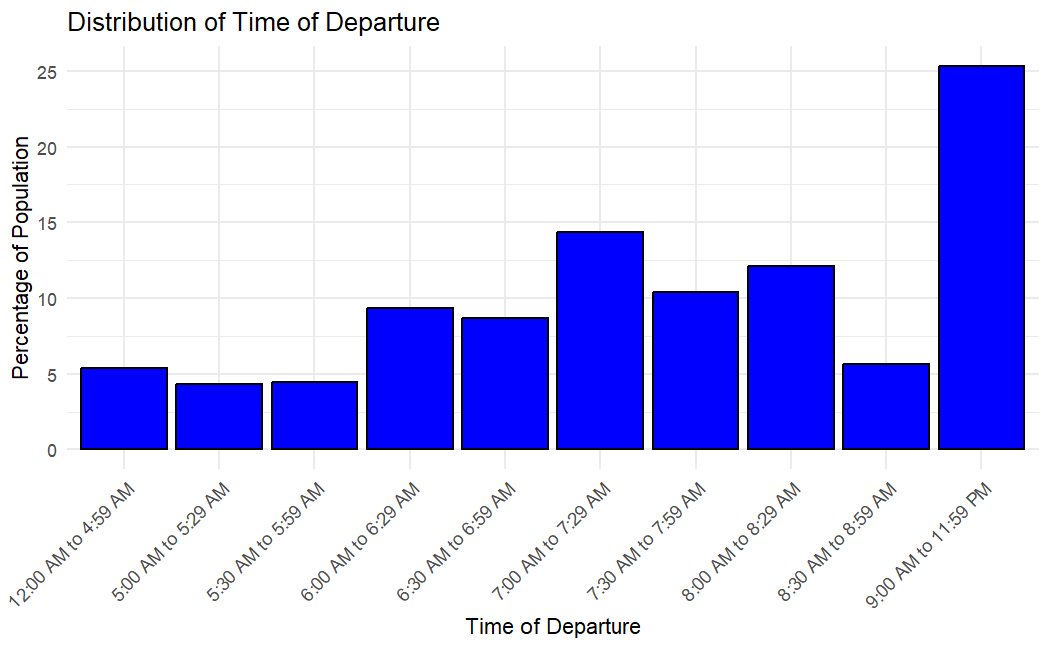 Distribution of Time of Departure
Percentage of Population
25
20
15
10
5
0
12:00 AM to 4:59 AM
5:00 AM to 5:29 AM
5:30 AM to 5:59 AM
6:00 AM to 6:29 AM
6:30 AM to 6:59 AM
7:00 AM to 7:29 AM
7:30 AM to 7:59 AM
8:00 AM to 8:29 AM
8:30 AM to 8:59 AM
9:00 AM to 11:59 PM
Time of Departure